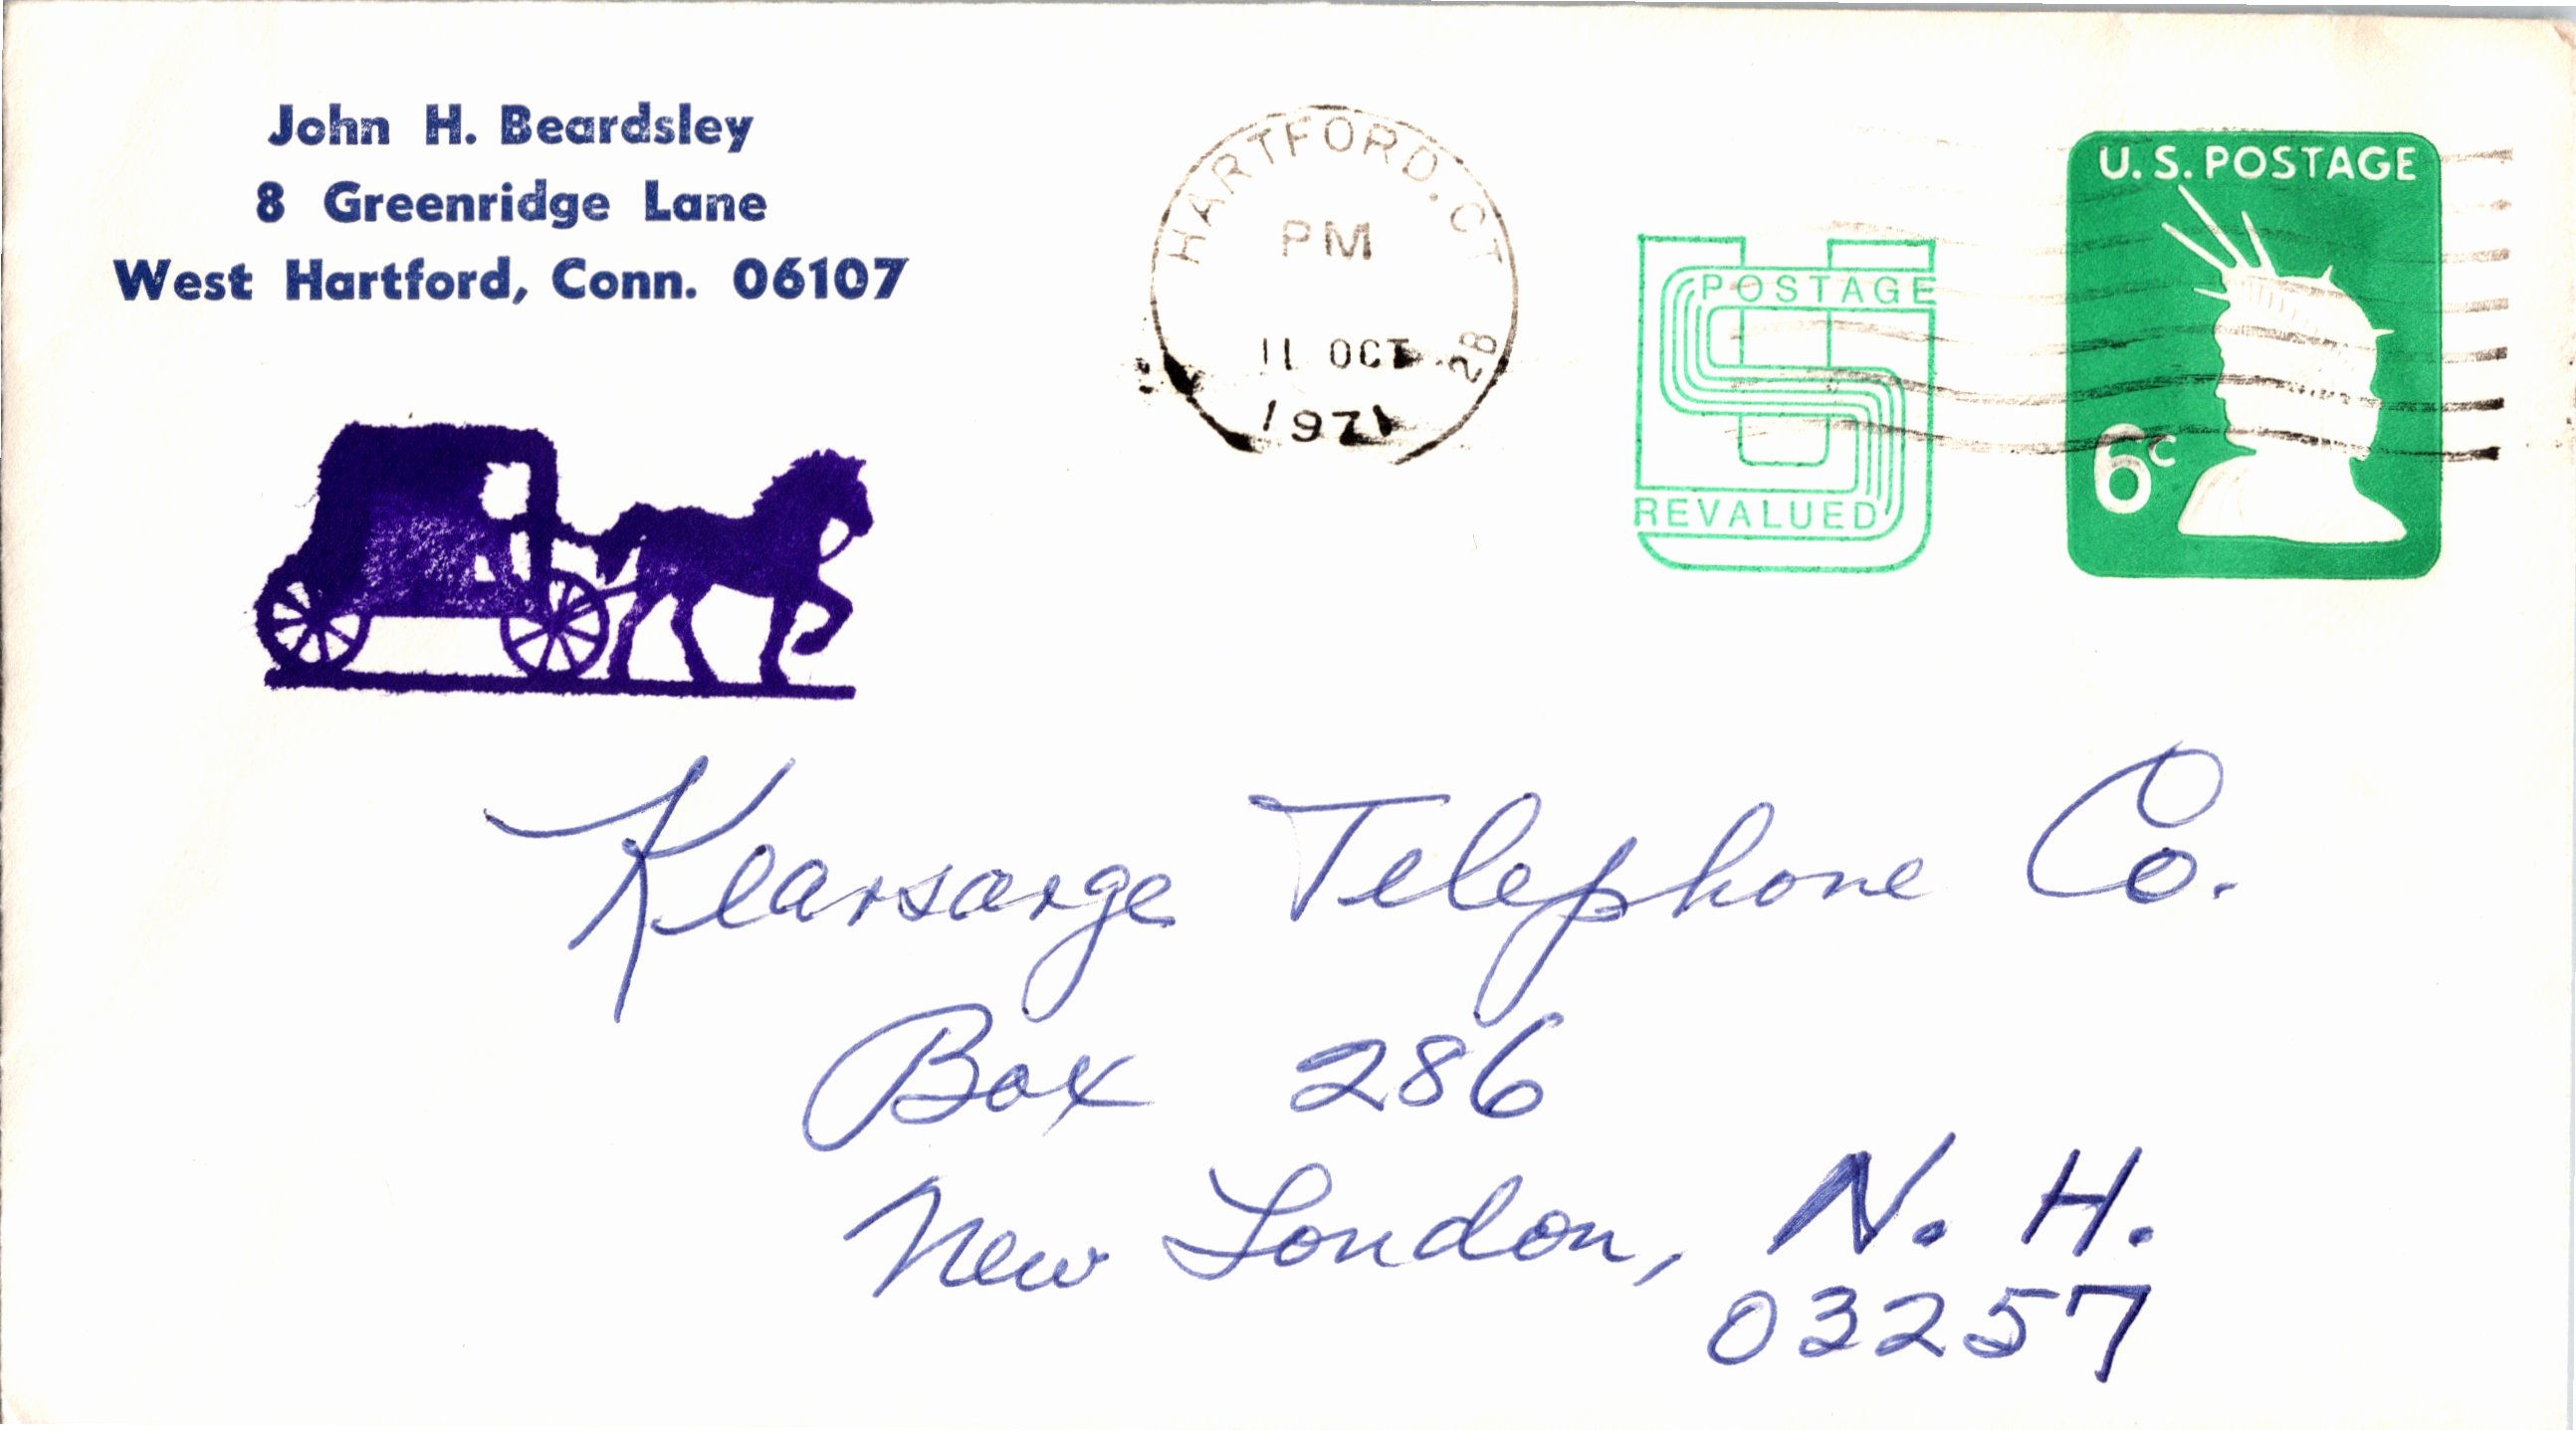 John H. Beardsley
8 Greenridge Lane
West Hartford, Conn. 06107
HARTFORD. CT
PM
11 OCT 28
1971
POSTAGE
REVALUED
U.S. POSTAGE
6c
Kearsarge Telephone Co.
Box 286
New London, N. H.
03257